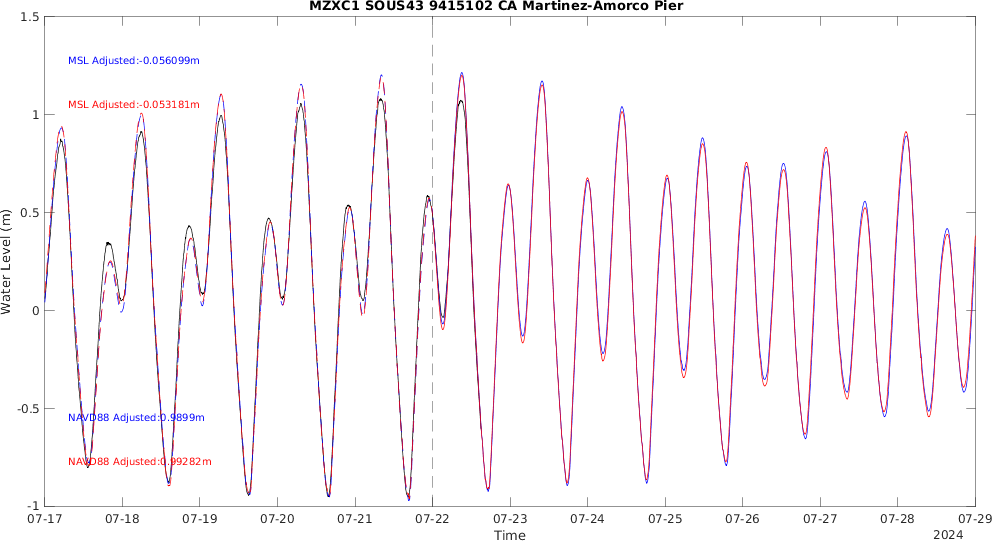 MZXC1 SOUS43 9415102 CA Martinez-Amorco Pier
1.5
1
0.5
0
-0.5
-1
Water Level (m)
MSL Adjusted:-0.056099m
MSL Adjusted:-0.053181m
NAVD88 Adjusted:0.9899m
NAVD88 Adjusted:0.99282m
07-17 07-18 07-19 07-20 07-21 07-22 07-23 07-24 07-25 07-26 07-27 07-28 07-29
Time
2024